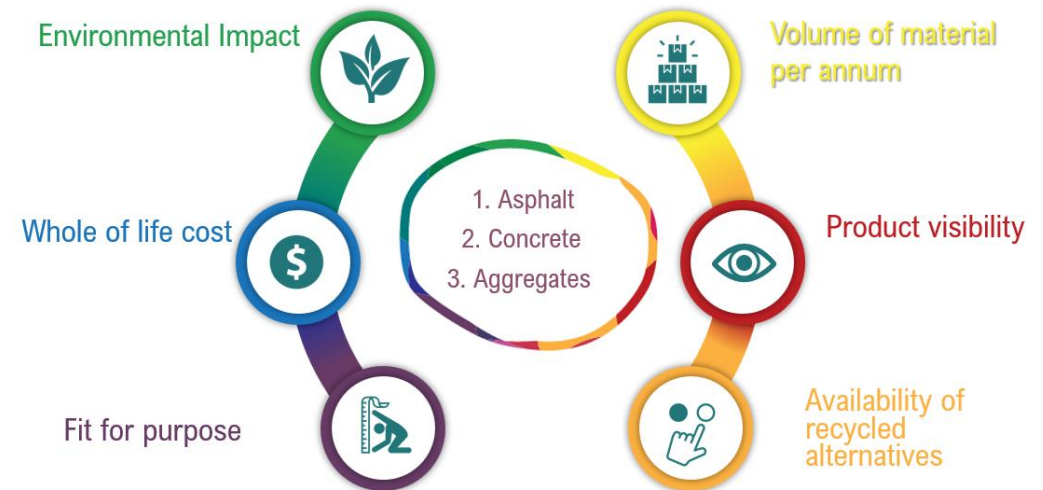 Environmental Impact
Volume of material
per annum
1. Asphalt
2. Concrete
3. Aggregates
Whole of life cost
Product visibility
Fit for purpose
Availability of
recycled
alternatives